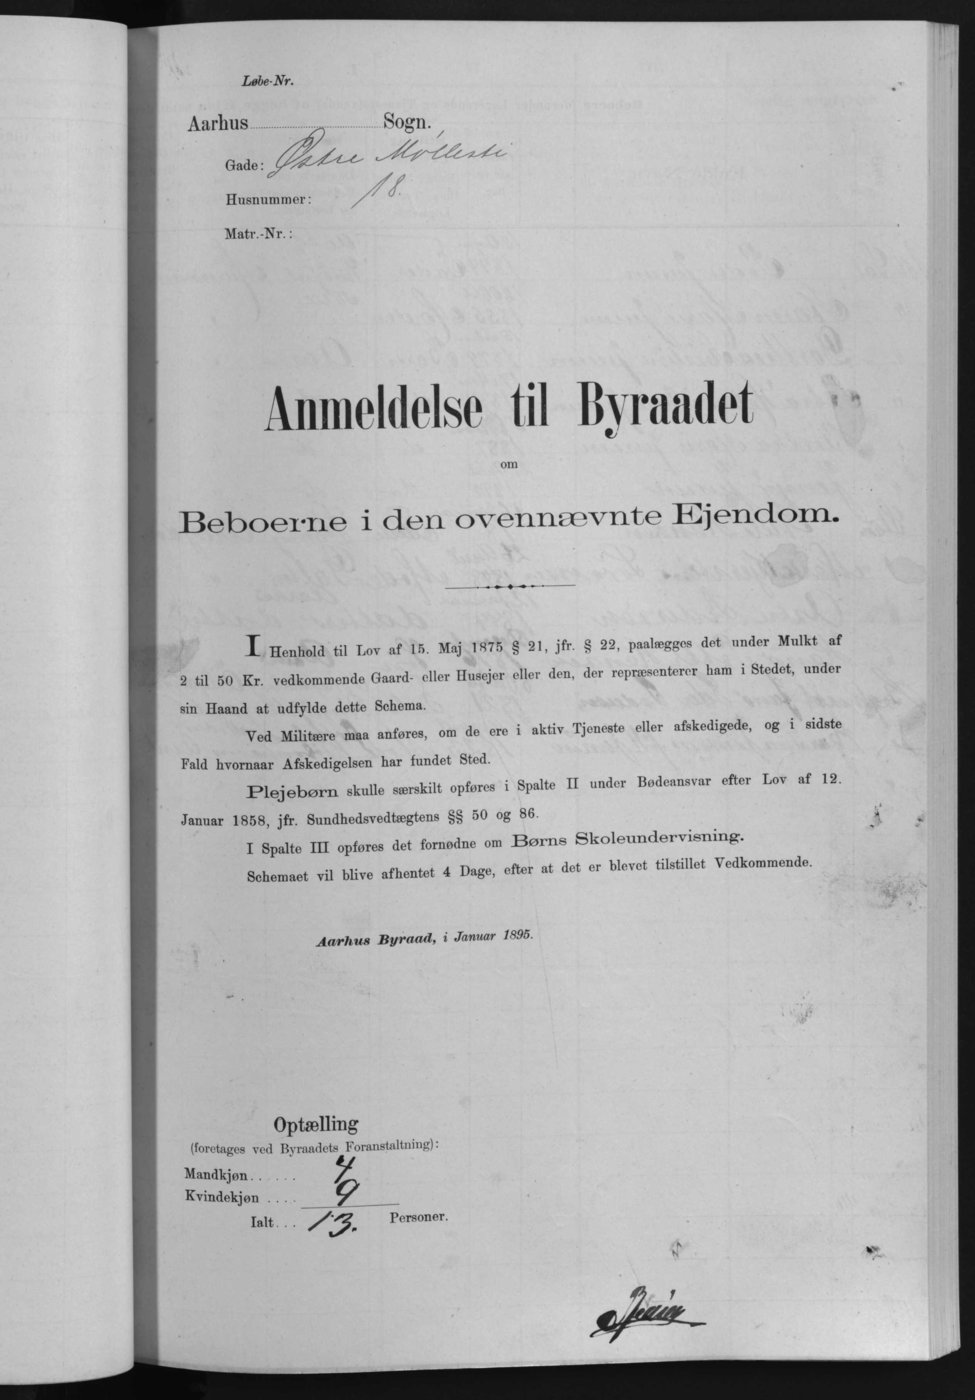 Løbe-Nr.
Aarhus Sogn.
Gade: Østre Møllesti
Husnummer: 18.
Matr.-Nr.:
Anmeldelse til Byraadet
om
Beboerne i den ovennævnte Ejendom.
I Henhold til Lov af 15. Maj 1875 § 21, jfr. § 22, paalægges det under Mulkt af
2 til 50 Kr. vedkommende Gaard- eller Husejer eller den, der repræsenterer ham i Stedet, under
sin Haand at udfylde dette Schema.
Ved Militære maa anføres, om de ere i aktiv Tjeneste eller afskedigede, og i sidste
Fald hvornaar Afskedigelsen har fundet Sted.
Plejebørn skulle særskilt opføres i Spalte II under Bødeansvar efter Lov af 12.
Januar 1858, jfr. Sundhedsvedtægtens §§ 50 og 86.
I Spalte III opføres det fornødne om Børns Skoleundervisning.
Schemaet vil blive afhentet 4 Dage, efter at det er blevet tilstillet Vedkommende.
Aarhus Byraad, i Januar 1895.
Optælling
(foretages ved Byraadets Foranstaltning):
Mandkjøn...... 4
Kvindekjøn .... 9
Ialt... 13. Personer.